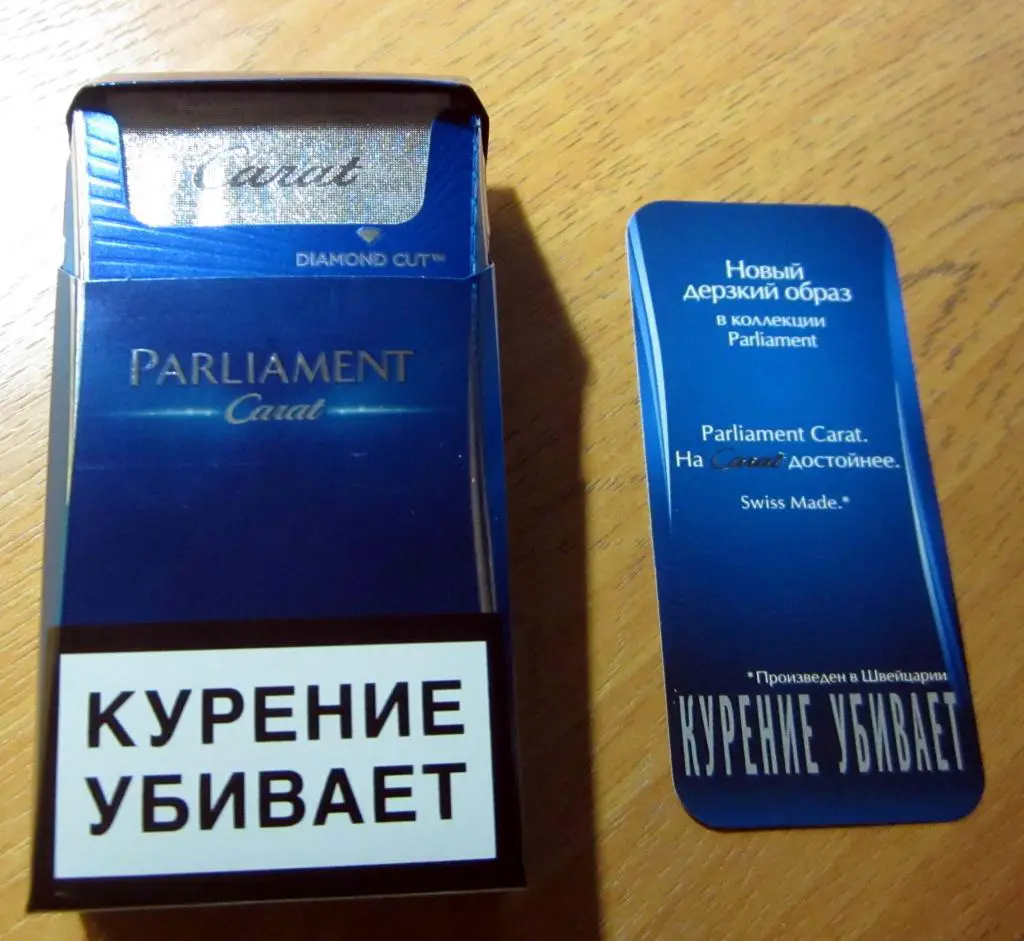 Carat
DIAMOND CUT™
PARLIAMENT
Carat
КУРЕНИЕ
УБИВАЕТ
Новый
дерзкий образ
в коллекции
Parliament
Parliament Carat.
На Carat достойнее.
Swiss Made.*
*Произведен в Швейцарии
КУРЕНИЕ УБИВАЕТ